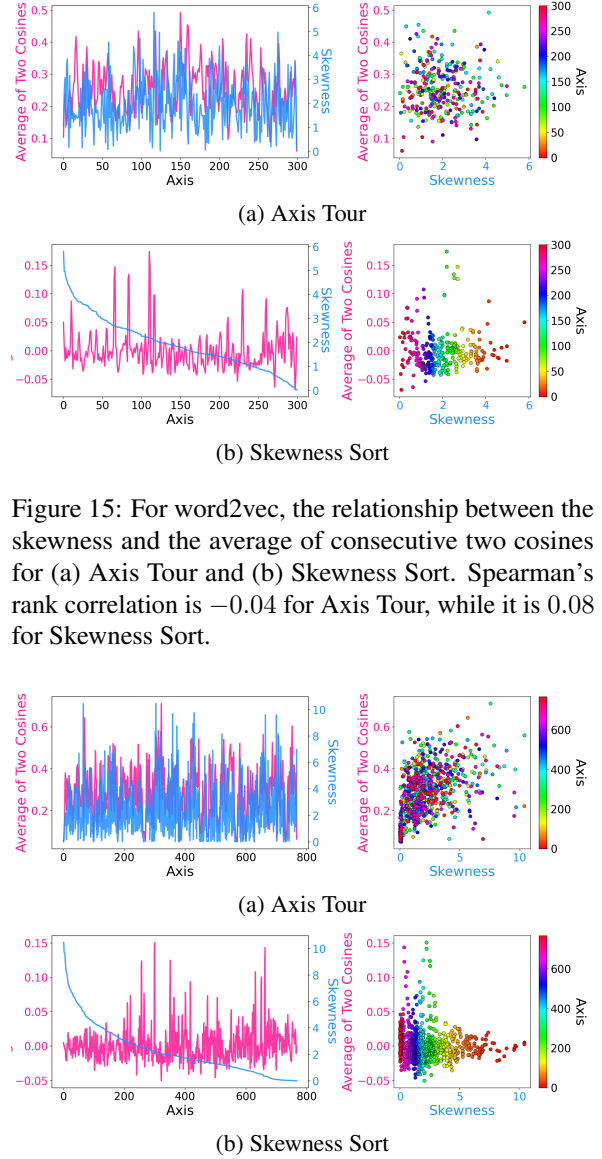 0.5
0.4
0.3
0.2
0.1
Average of Two Cosines
0 50 100 150 200 250 300
Axis
6
5
4
3
2
1
0
Skewness
0.5
0.4
0.3
0.2
0.1
Average of Two Cosines
0 2 4 6
Skewness
300
250
200
150
100
50
0
Axis
(a) Axis Tour
0.15
0.10
0.05
0.00
−0.05
0 50 100 150 200 250 300
Axis
6
5
4
3
2
1
0
Skewness
0.15
0.10
0.05
0.00
−0.05
Average of Two Cosines
0 2 4 6
Skewness
300
250
200
150
100
50
0
Axis
(b) Skewness Sort
Figure 15: For word2vec, the relationship between the
skewness and the average of consecutive two cosines
for (a) Axis Tour and (b) Skewness Sort. Spearman's
rank correlation is −0.04 for Axis Tour, while it is 0.08
for Skewness Sort.
0.6
0.4
0.2
Average of Two Cosines
0 200 400 600 800
Axis
10
8
6
4
2
0
Skewness
0.6
0.4
0.2
Average of Two Cosines
0 5 10
Skewness
600
400
200
0
Axis
(a) Axis Tour
0.15
0.10
0.05
0.00
−0.05
0 200 400 600 800
Axis
10
8
6
4
2
0
Skewness
0.15
0.10
0.05
0.00
−0.05
Average of Two Cosines
0 5 10
Skewness
600
400
200
0
Axis
(b) Skewness Sort